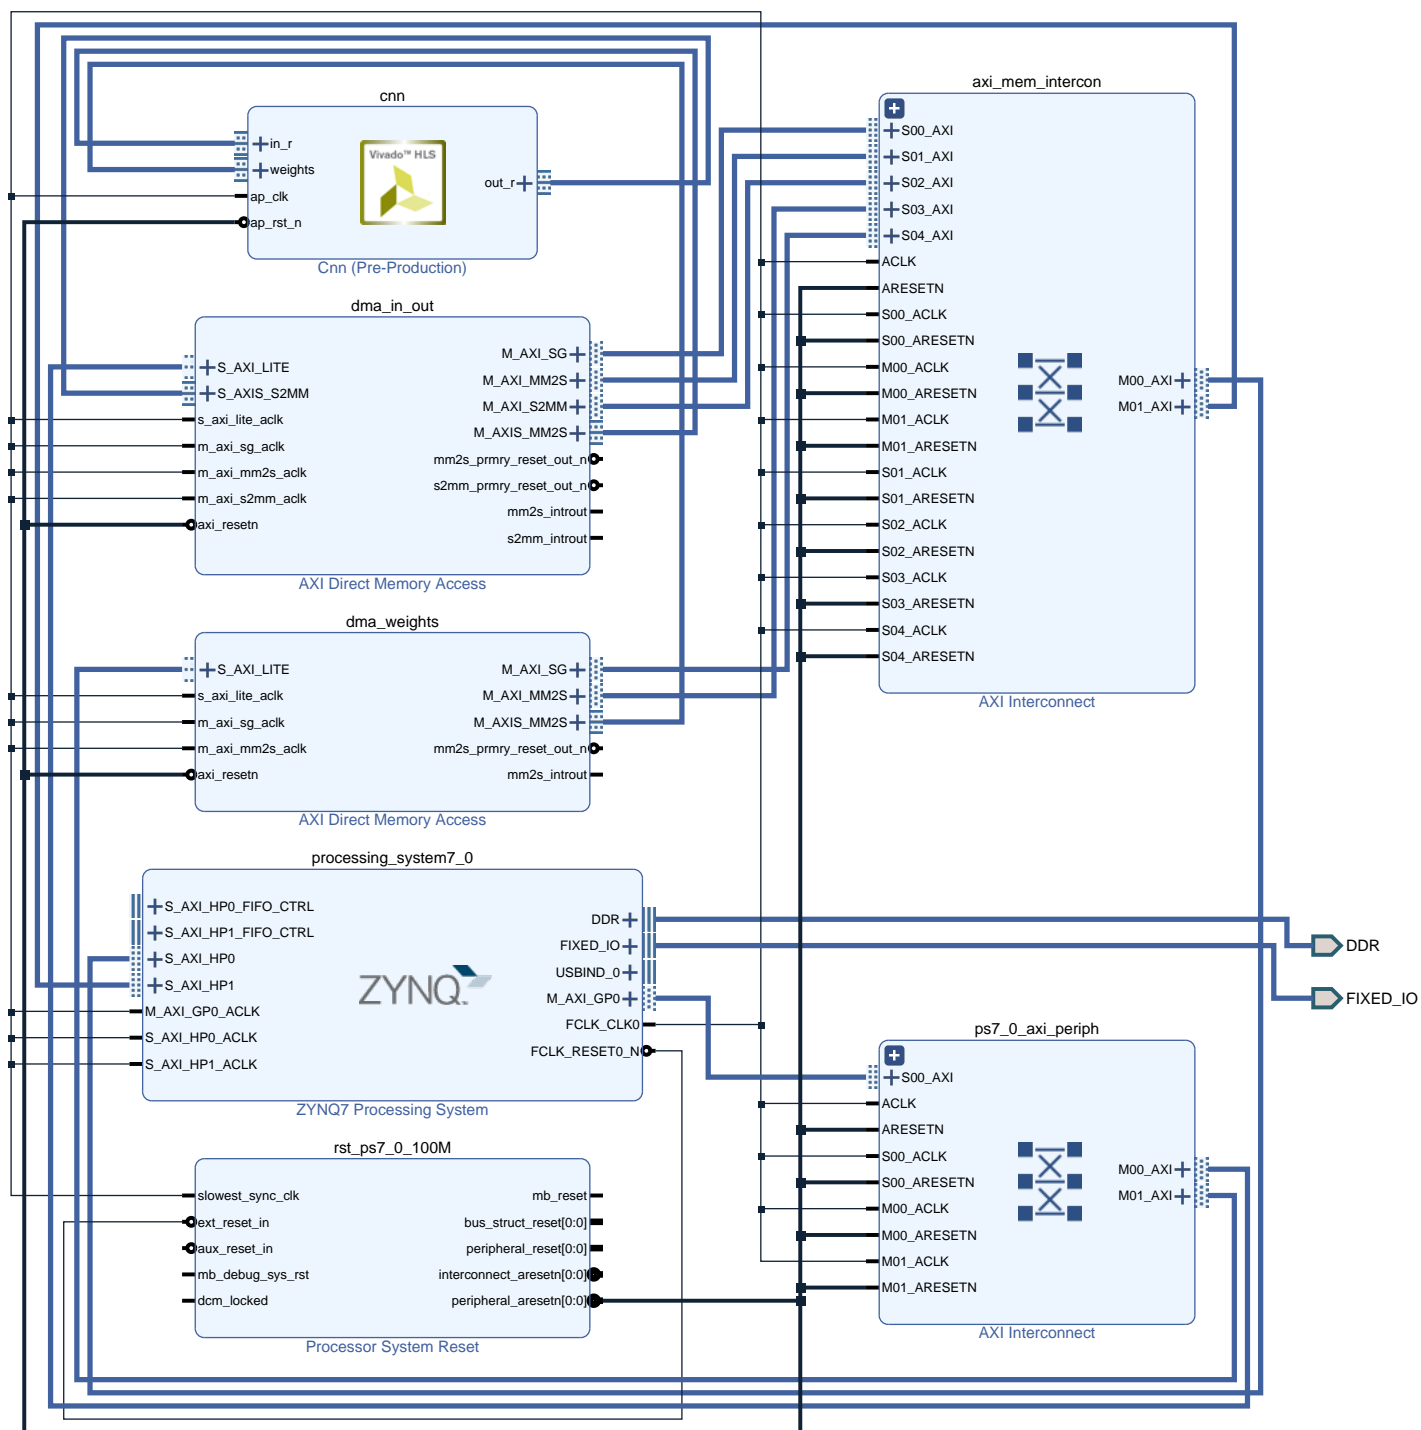 cnn
in_r
weights
ap_clk
ap_rst_n
Vivado™ HLS
out_r
Cnn (Pre-Production)
dma_in_out
S_AXI_LITE
S_AXIS_S2MM
s_axi_lite_aclk
m_axi_sg_aclk
m_axi_mm2s_aclk
m_axi_s2mm_aclk
axi_resetn
M_AXI_SG
M_AXI_MM2S
M_AXI_S2MM
M_AXIS_MM2S
mm2s_prmry_reset_out_n
s2mm_prmry_reset_out_n
mm2s_introut
s2mm_introut
AXI Direct Memory Access
dma_weights
S_AXI_LITE
s_axi_lite_aclk
m_axi_sg_aclk
m_axi_mm2s_aclk
axi_resetn
M_AXI_SG
M_AXI_MM2S
M_AXIS_MM2S
mm2s_prmry_reset_out_n
mm2s_introut
AXI Direct Memory Access
processing_system7_0
S_AXI_HP0_FIFO_CTRL
S_AXI_HP1_FIFO_CTRL
S_AXI_HP0
S_AXI_HP1
M_AXI_GP0_ACLK
S_AXI_HP0_ACLK
S_AXI_HP1_ACLK
ZYNQ
DDR
FIXED_IO
USBIND_0
M_AXI_GP0
FCLK_CLK0
FCLK_RESET0_N
ZYNQ7 Processing System
rst_ps7_0_100M
slowest_sync_clk
ext_reset_in
aux_reset_in
mb_debug_sys_rst
dcm_locked
mb_reset
bus_struct_reset[0:0]
peripheral_reset[0:0]
interconnect_aresetn[0:0]
peripheral_aresetn[0:0]
Processor System Reset
axi_mem_intercon
S00_AXI
S01_AXI
S02_AXI
S03_AXI
S04_AXI
ACLK
ARESETN
S00_ACLK
S00_ARESETN
M00_ACLK
M00_ARESETN
M01_ACLK
M01_ARESETN
S01_ACLK
S01_ARESETN
S02_ACLK
S02_ARESETN
S03_ACLK
S03_ARESETN
S04_ACLK
S04_ARESETN
M00_AXI
M01_AXI
AXI Interconnect
DDR
FIXED_IO
ps7_0_axi_periph
S00_AXI
ACLK
ARESETN
S00_ACLK
S00_ARESETN
M00_ACLK
M00_ARESETN
M01_ACLK
M01_ARESETN
M00_AXI
M01_AXI
AXI Interconnect